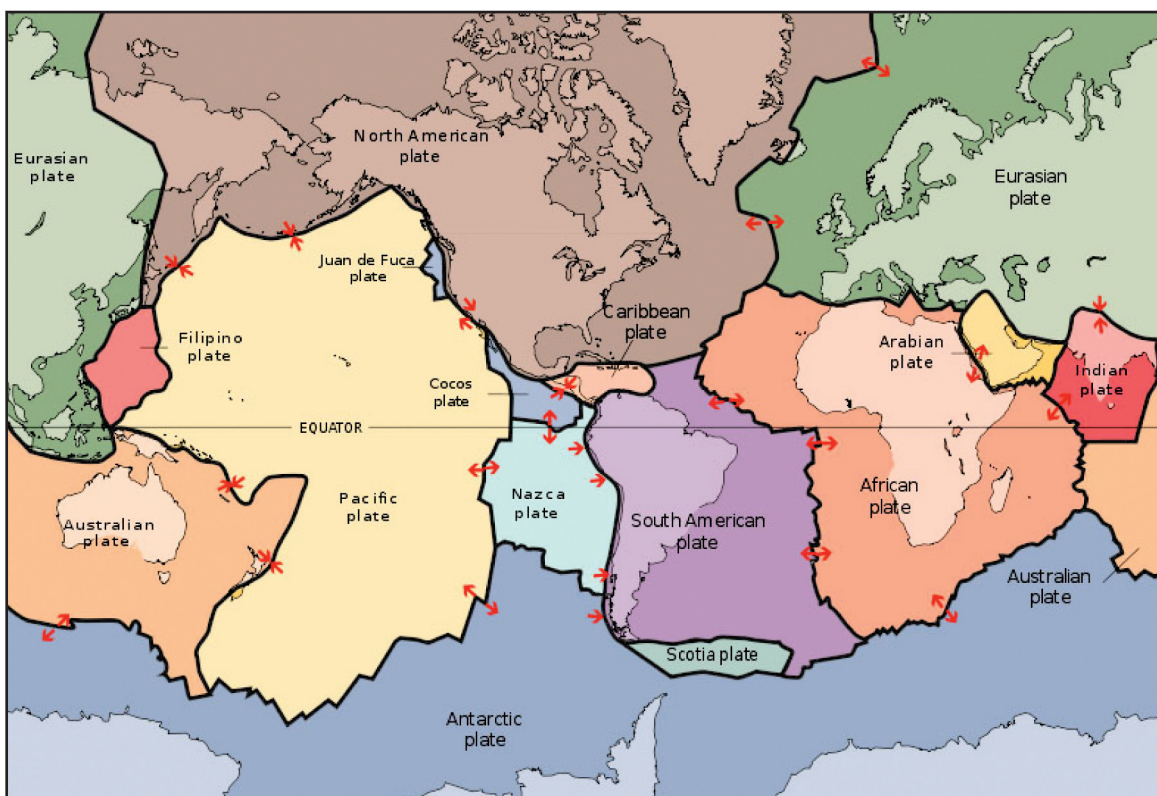 North American
plate
Eurasian
plate
Eurasian
plate
Juan de Fuca
plate
Caribbean
plate
Filipino
plate
Arabian
plate
Indian
plate
Cocos
plate
EQUATOR
Pacific
plate
Nazca
plate
African
plate
South American
plate
Australian
plate
Australian
plate
Scotia plate
Antarctic
plate